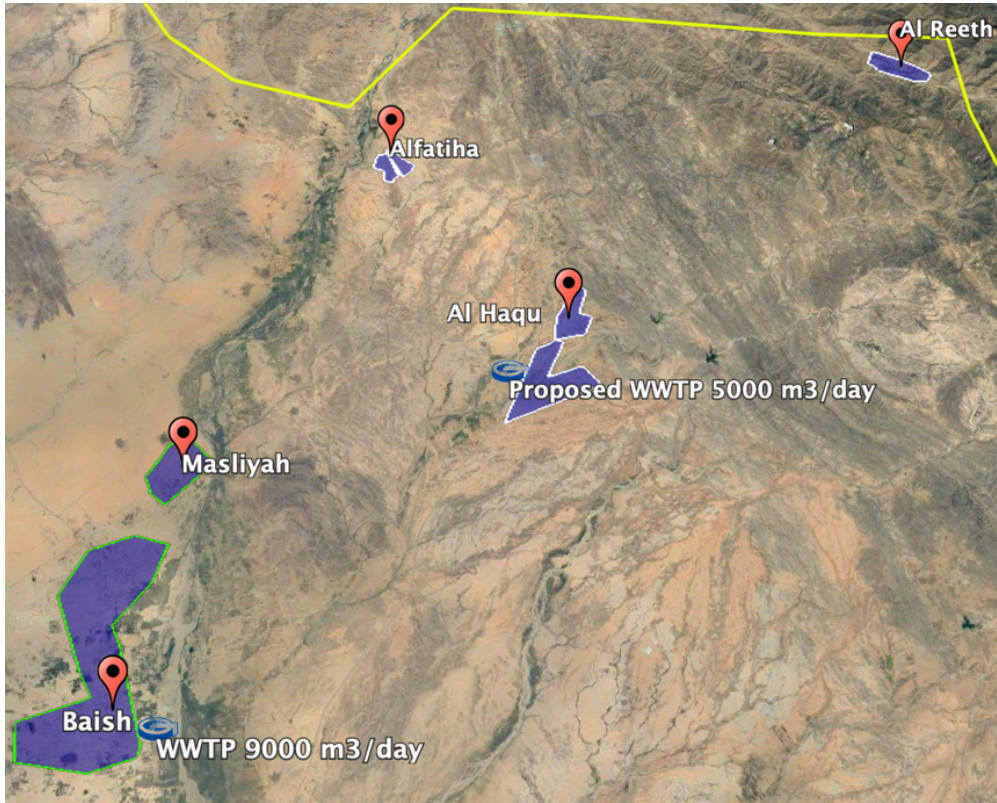 Al Reeth
Alfatiha
Al Haqu
Proposed WWTP 5000 m3/day
Masliyah
Baish
WWTP 9000 m3/day